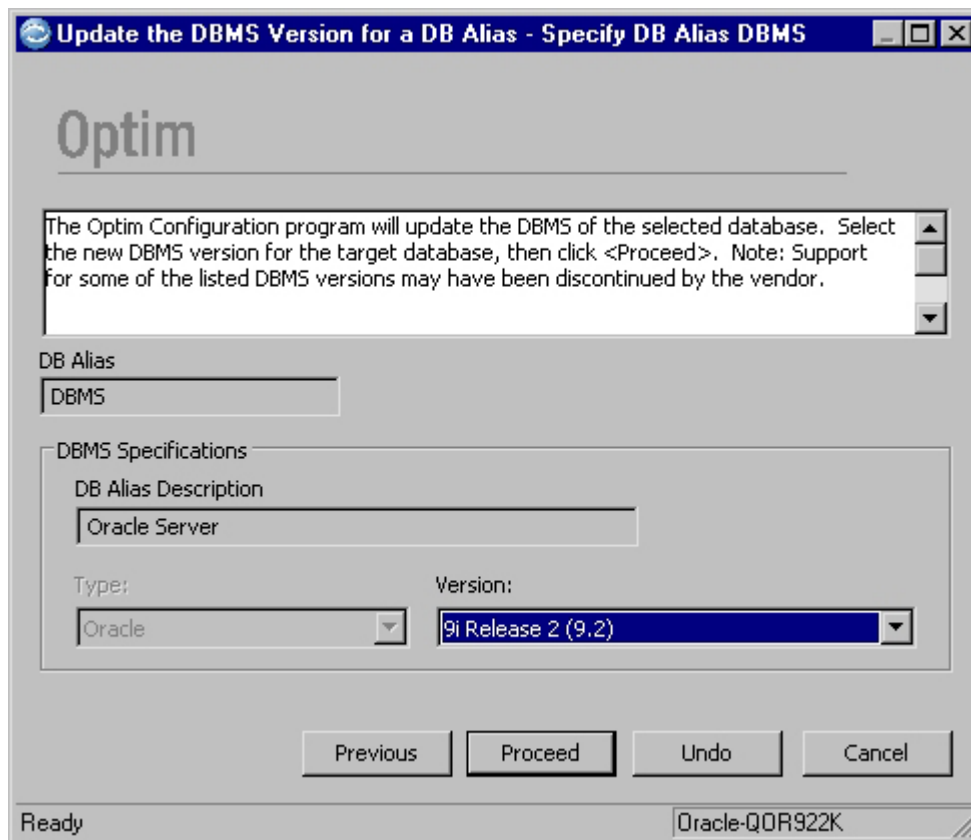 Update the DBMS Version for a DB Alias - Specify DB Alias DBMS
Optim
The Optim Configuration program will update the DBMS of the selected database.  Select
the new DBMS version for the target database, then click <Proceed>.  Note: Support
for some of the listed DBMS versions may have been discontinued by the vendor.
DB Alias
DBMS
DBMS Specifications
DB Alias Description
Oracle Server
Type:
Version:
Oracle
9i Release 2 (9.2)
Previous
Proceed
Undo
Cancel
Ready
Oracle-QOR922K